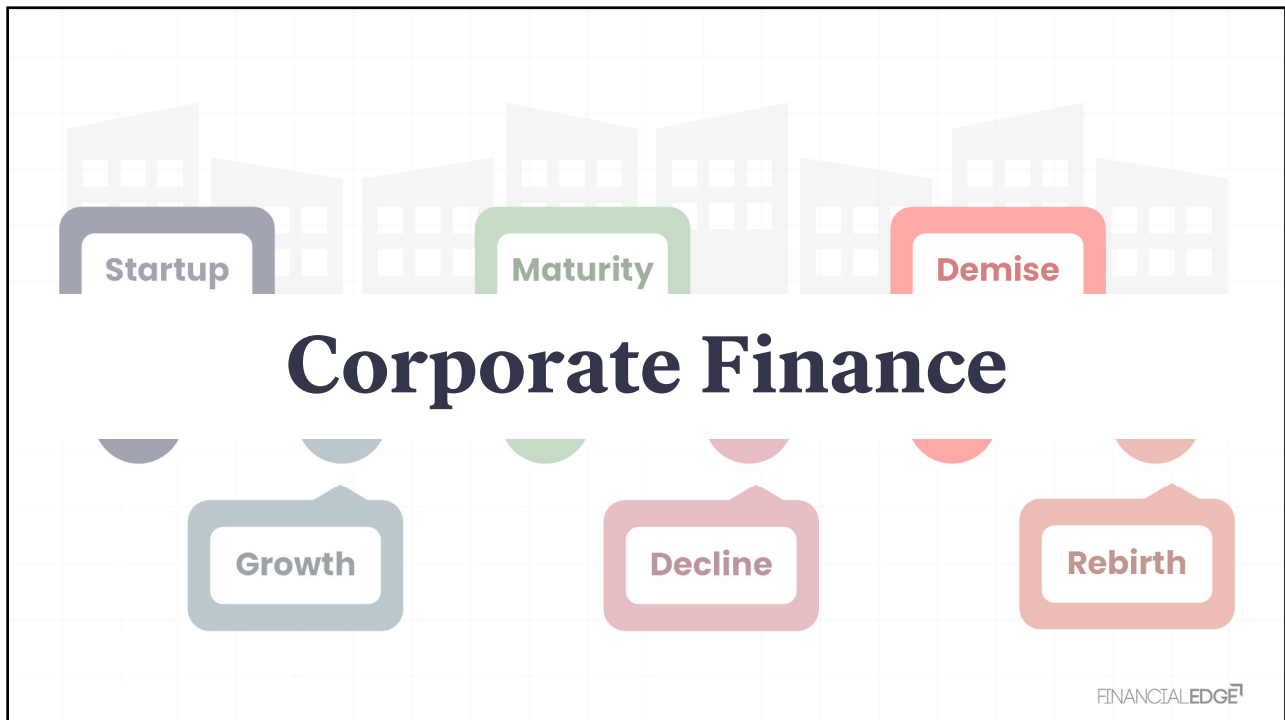 Startup
Maturity
Demise
Corporate Finance
Growth
Decline
Rebirth
FINANCIALEDGE